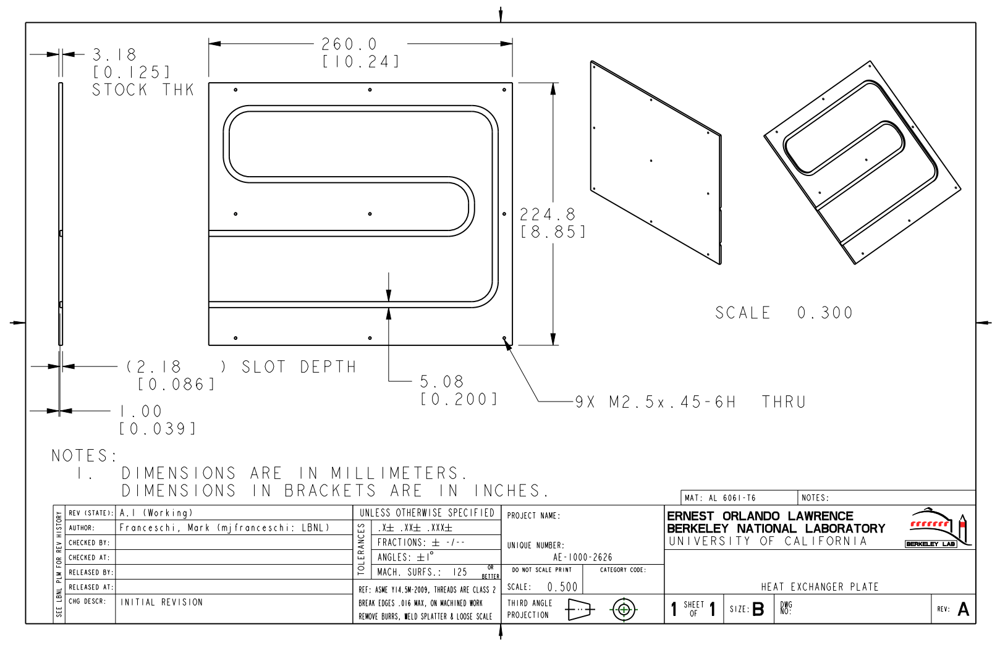 3.18
[0.125]
STOCK THK
260.0
[10.24]
224.8
[8.85]
SCALE 0.300
(2.18 ) SLOT DEPTH
[0.086]
5.08
[0.200]
9X M2.5x.45-6H THRU
1.00
[0.039]
NOTES:
1. DIMENSIONS ARE IN MILLIMETERS.
DIMENSIONS IN BRACKETS ARE IN INCHES.
MAT: AL 6061-T6
NOTES:
SEE LBNL PLM FOR REV HISTORY
REV (STATE): A.1 (Working)
AUTHOR: Franceschi, Mark (mjfranceschi: LBNL)
CHECKED BY:
CHECKED AT:
RELEASED BY:
RELEASED AT:
CHG DESCR: INITIAL REVISION
UNLESS OTHERWISE SPECIFIED
TOLERANCES
.X± .XX± .XXX±
FRACTIONS: ± -/--
ANGLES: ±1°
MACH. SURFS.: 125 OR BETTER
REF: ASME Y14.5M-2009, THREADS ARE CLASS 2
BREAK EDGES .016 MAX, ON MACHINED WORK
REMOVE BURRS, WELD SPLATTER & LOOSE SCALE
PROJECT NAME:
UNIQUE NUMBER:
AE-1000-2626
DO NOT SCALE PRINT
SCALE: 0.500
CATEGORY CODE:
THIRD ANGLE
PROJECTION
ERNEST ORLANDO LAWRENCE
BERKELEY NATIONAL LABORATORY
UNIVERSITY OF CALIFORNIA
BERKELEY LAB
HEAT EXCHANGER PLATE
1 SHEET OF 1
SIZE: B
DWG NO:
REV: A